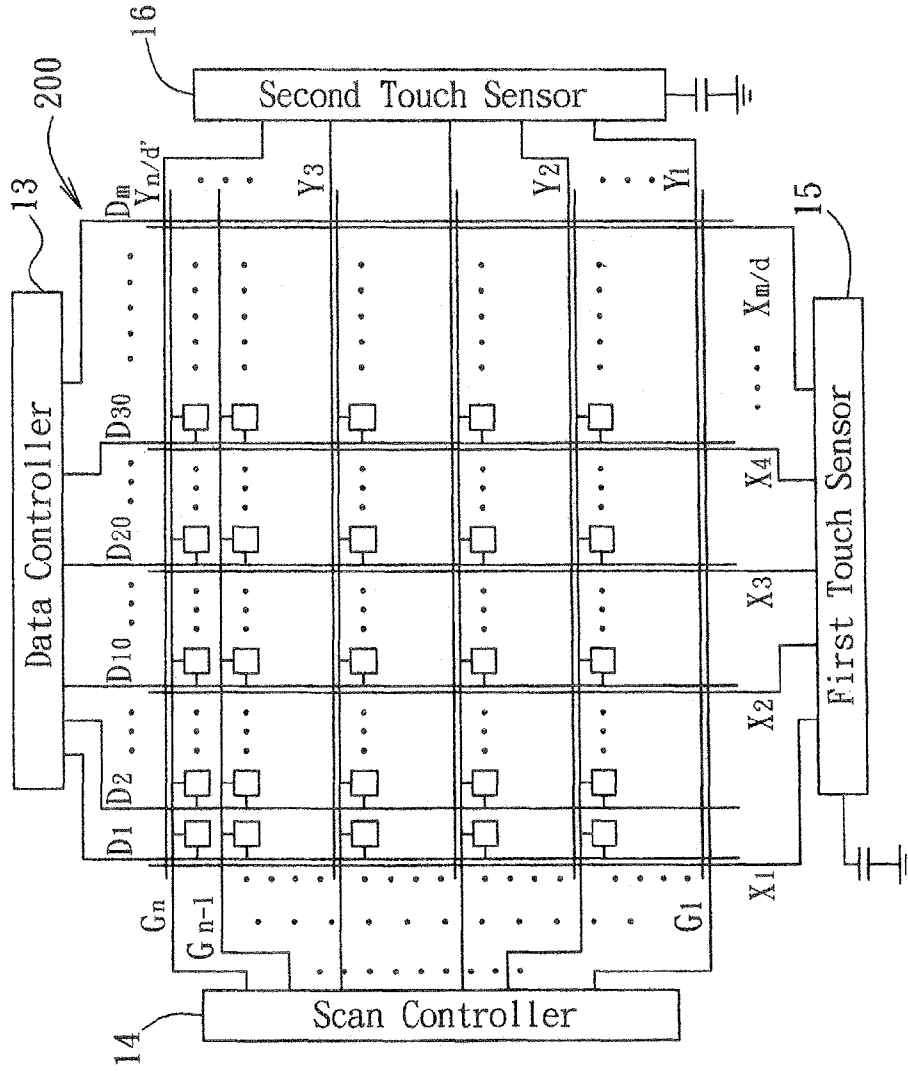 16
Second Touch Sensor
200
13
Data Controller
Dm
Yn/d'
Y3
Y2
Y1
D30
D20
D10
D2
D1
Gn
Gn-1
G1
14
Scan Controller
X1
X2
X3
X4
Xm/d
15
First Touch Sensor